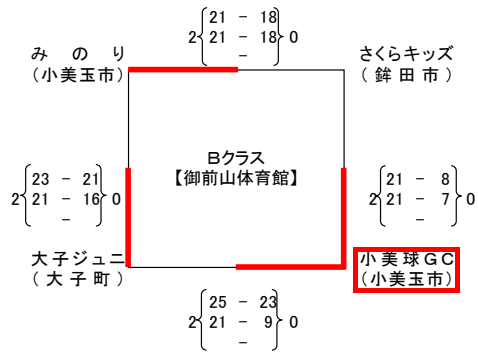 21 - 18
2 21 - 18 0
-
みのり
(小美玉市)
さくらキッズ
(鉾田市)
Bクラス
【御前山体育館】
23 - 21
2 21 - 16 0
-
21 - 8
2 21 - 7 0
-
大子ジュニ
(大子町)
小美球GC
(小美玉市)
25 - 23
2 21 - 9 0
-